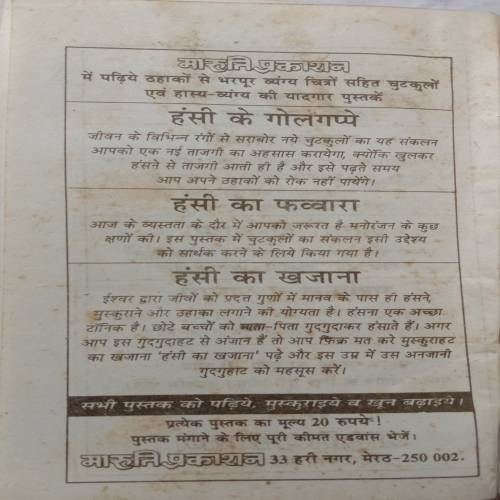 मारुति प्रकाशन
में पढ़िये ठहाकों से भरपूर व्यंग्य चित्रों सहित चुटकुलों
एवं हास्य-व्यंग्य की यादगार पुस्तकें
हंसी के गोलगप्पे
जीवन के विभिन्न रंगों से सराबोर नये चुटकुलों का यह संकलन
आपको एक नई ताजगी का अहसास करायेगा, क्योंकि खुलकर
हंसने से ताजगी आती ही है और इसे पढ़ते समय
आप अपने ठहाकों को रोक नहीं पायेंगे।
हंसी का फव्वारा
आज के व्यस्तता के दौर में आपको जरूरत है मनोरंजन के कुछ
क्षणों की। इस पुस्तक में चुटकुलों का संकलन इसी उद्देश्य
को सार्थक करने के लिये किया गया है।
हंसी का खजाना
ईश्वर द्वारा जीवों को प्रदत गुणों में मानव के पास ही हंसने,
मुस्कुराने और ठहाका लगाने की योग्यता है। हंसना एक अच्छा
टॉनिक है। छोटे बच्चों को माता-पिता गुदगुदाकर हंसाते हैं। अगर
आप इस गुदगुदाहट से अंजान हैं तो आप फ़िक्र मत करे मुस्कुराहट
का खजाना 'हंसी का खजाना' पढ़े और इस उम्र में उस अनजानी
गुदगुहाट को महसूस करें।
सभी पुस्तक को पढ़िये, मुस्कुराइये व खून बढ़ाइये।
प्रत्येक पुस्तक का मूल्य 20 रुपये !
पुस्तक मंगाने के लिए पूरी कीमत एडवांस भेजें।
मारुति प्रकाशन 33 हरी नगर, मेरठ-250 002.